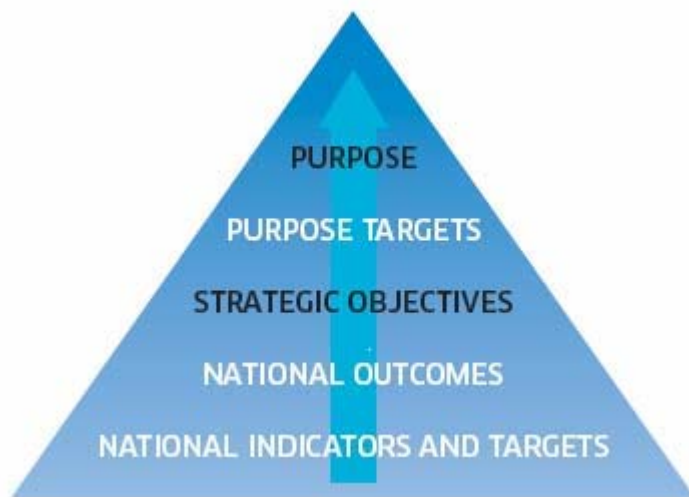 PURPOSE
PURPOSE TARGETS
STRATEGIC OBJECTIVES
NATIONAL OUTCOMES
NATIONAL INDICATORS AND TARGETS